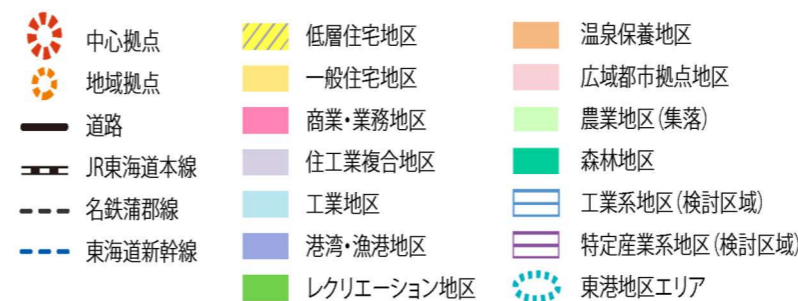 中心拠点
地域拠点
道路
JR東海道本線
名鉄蒲郡線
東海道新幹線
低層住宅地区
一般住宅地区
商業・業務地区
住工業複合地区
工業地区
港湾・漁港地区
レクリエーション地区
温泉保養地区
広域都市拠点地区
農業地区(集落)
森林地区
工業系地区(検討区域)
特定産業系地区(検討区域)
東港地区エリア